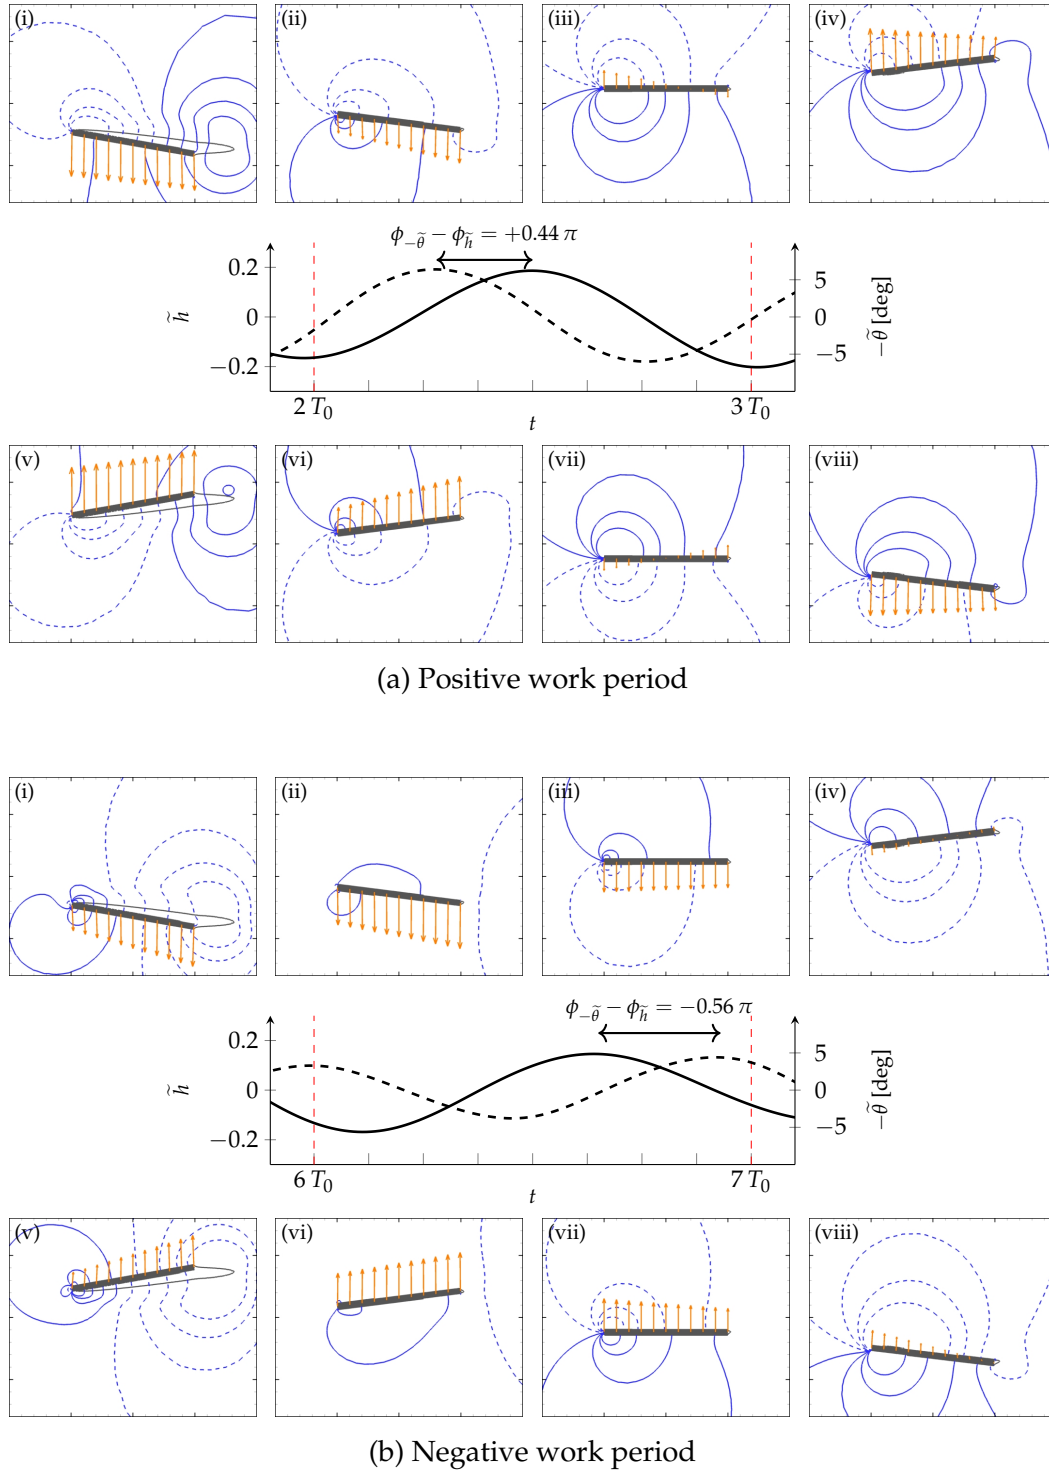 (i) (ii) (iii) (iv)
ϕ_{−θ̃} − ϕ_{h̃} = +0.44 π
0.2
0
−0.2
h̃
5
0
−5
−θ̃ [deg]
2 T₀ 3 T₀
t
(v) (vi) (vii) (viii)
(a) Positive work period
(i) (ii) (iii) (iv)
ϕ_{−θ̃} − ϕ_{h̃} = −0.56 π
0.2
0
−0.2
h̃
5
0
−5
−θ̃ [deg]
6 T₀ 7 T₀
t
(v) (vi) (vii) (viii)
(b) Negative work period